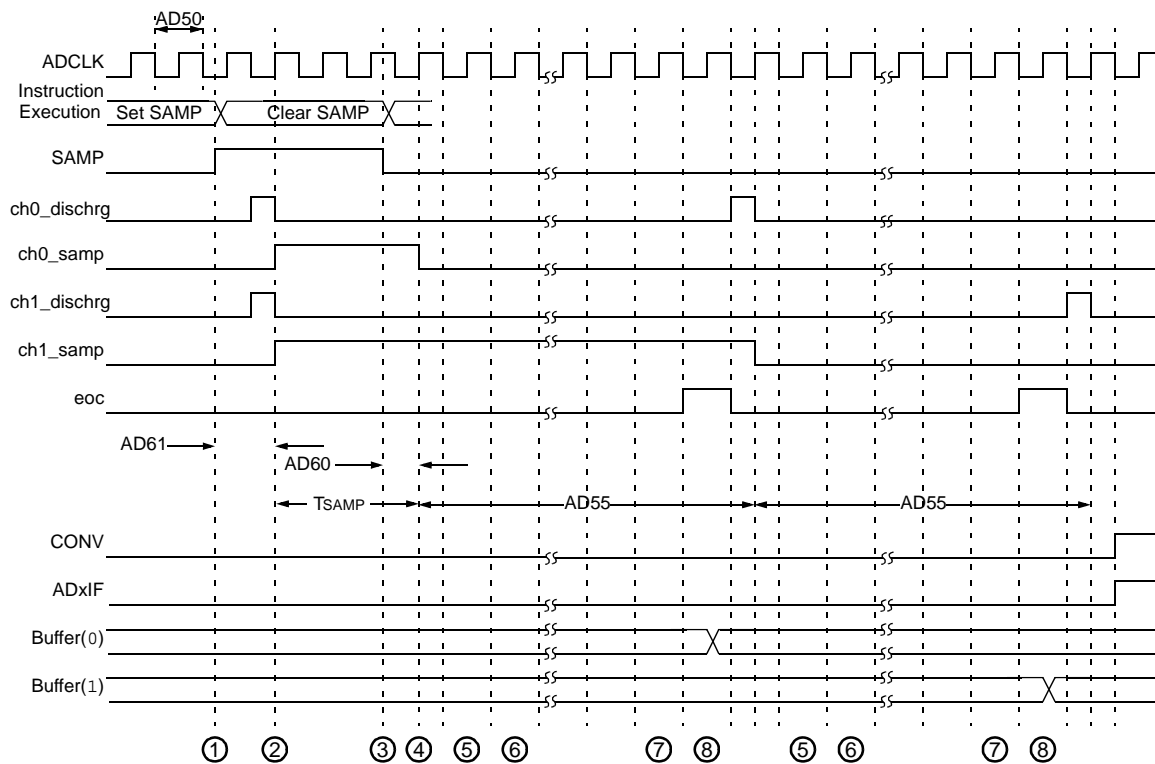 AD50
ADCLK
Instruction
Execution
Set SAMP
Clear SAMP
SAMP
ch0_dischrg
ch0_samp
ch1_dischrg
ch1_samp
eoc
AD61
AD60
TSAMP
AD55
AD55
CONV
ADxIF
Buffer(0)
Buffer(1)
1 2 3 4 5 6 7 8 5 6 7 8